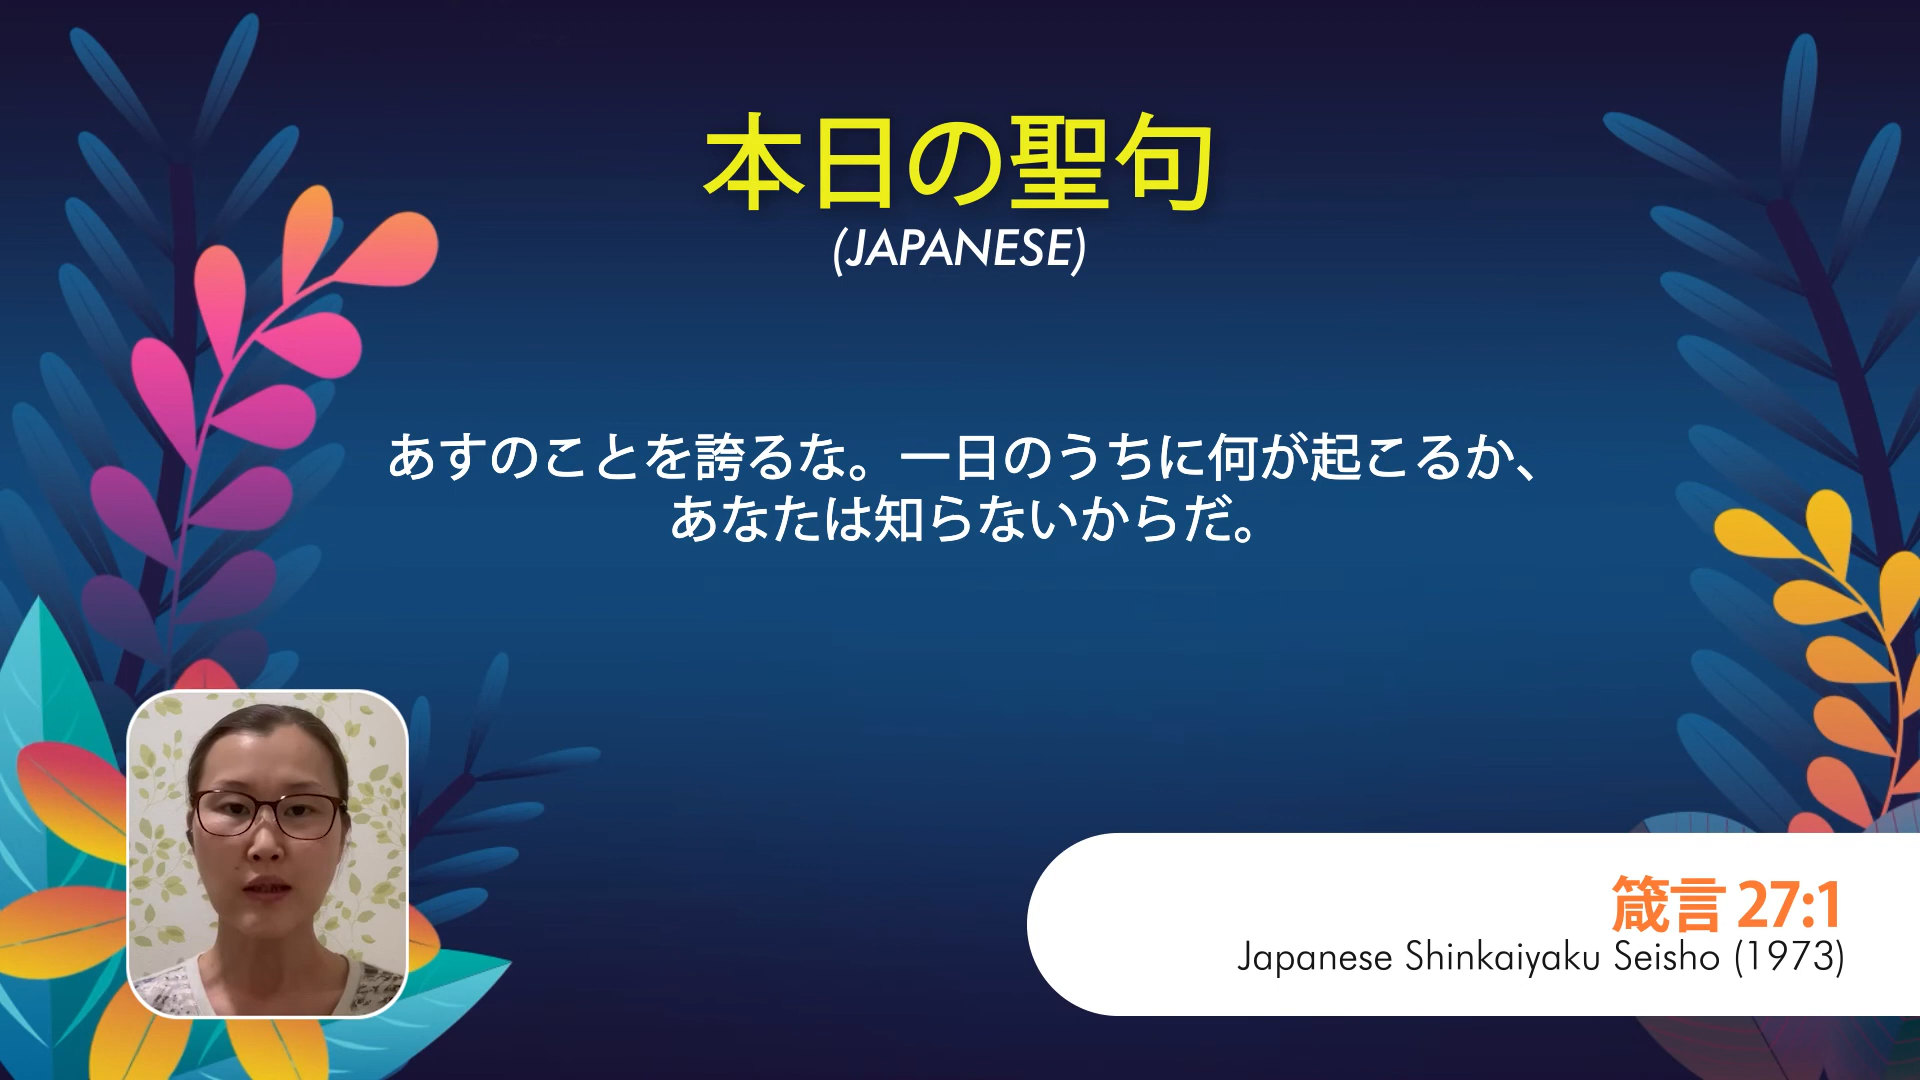 本日の聖句
(JAPANESE)
あすのことを誇るな。一日のうちに何が起こるか、
あなたは知らないからだ。
箴言 27:1
Japanese Shinkaiyaku Seisho (1973)